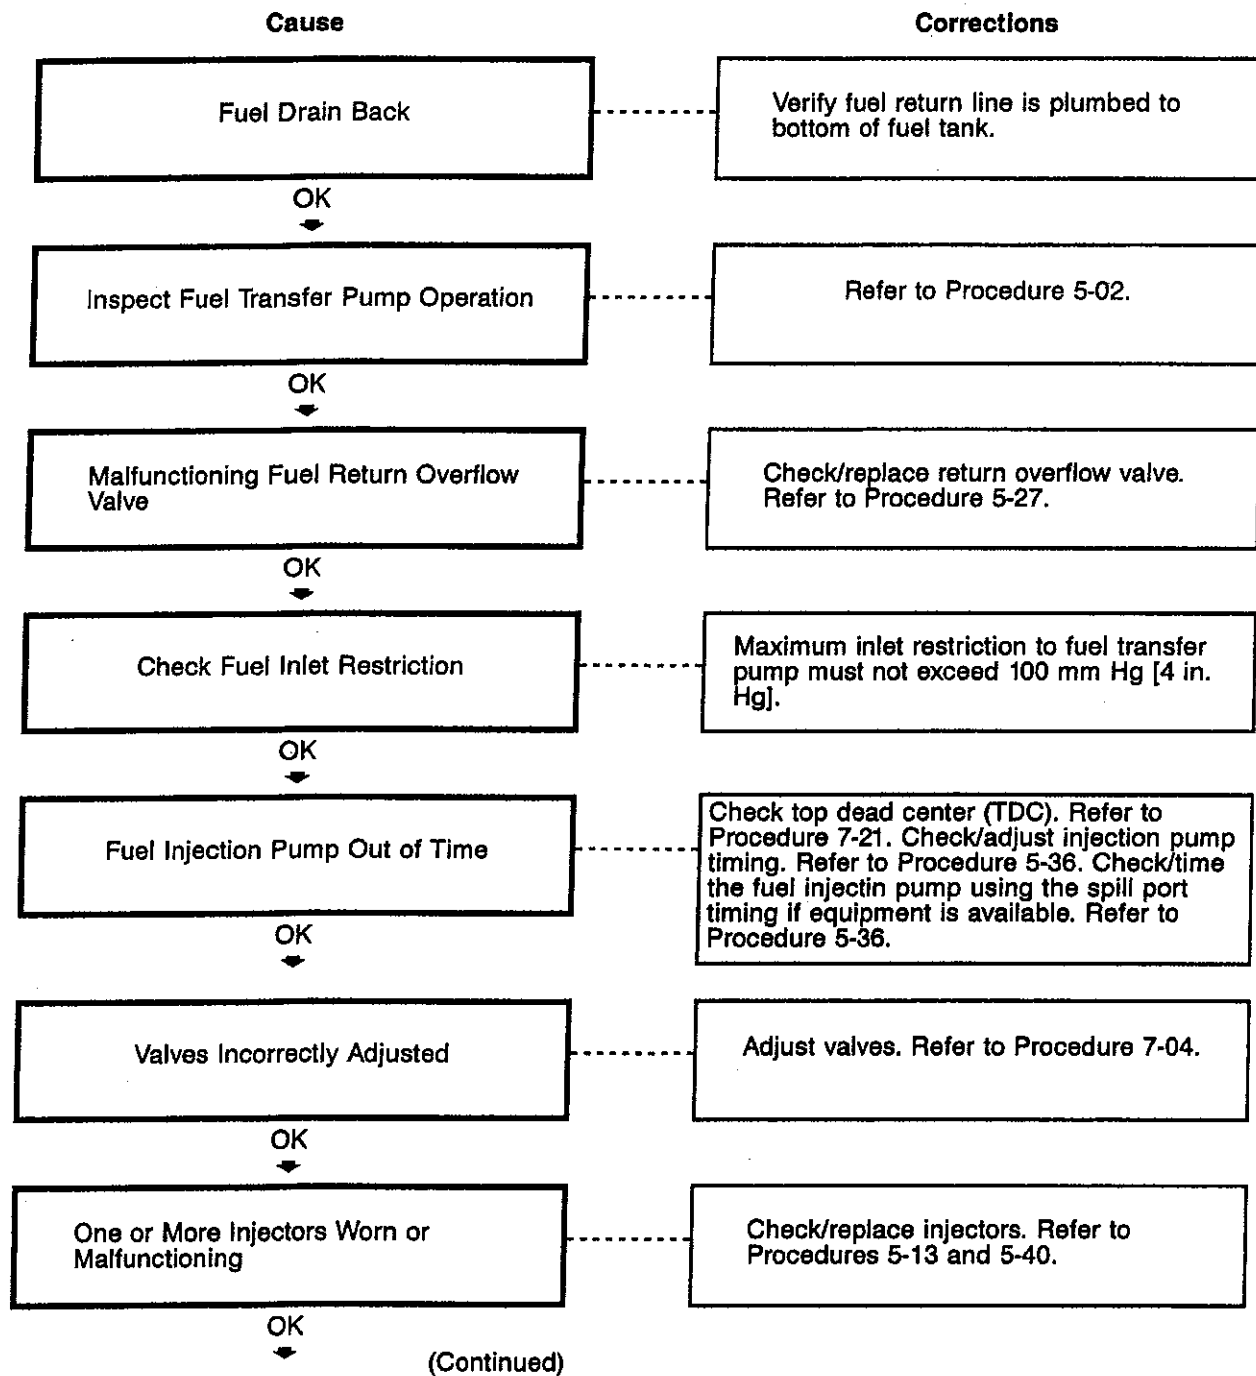 Cause
Corrections
Fuel Drain Back
Verify fuel return line is plumbed to
bottom of fuel tank.
OK
Inspect Fuel Transfer Pump Operation
Refer to Procedure 5-02.
OK
Malfunctioning Fuel Return Overflow
Valve
Check/replace return overflow valve.
Refer to Procedure 5-27.
OK
Check Fuel Inlet Restriction
Maximum inlet restriction to fuel transfer
pump must not exceed 100 mm Hg [4 in.
Hg].
OK
Fuel Injection Pump Out of Time
Check top dead center (TDC). Refer to
Procedure 7-21. Check/adjust injection pump
timing. Refer to Procedure 5-36. Check/time
the fuel injectin pump using the spill port
timing if equipment is available. Refer to
Procedure 5-36.
OK
Valves Incorrectly Adjusted
Adjust valves. Refer to Procedure 7-04.
OK
One or More Injectors Worn or
Malfunctioning
Check/replace injectors. Refer to
Procedures 5-13 and 5-40.
OK
(Continued)